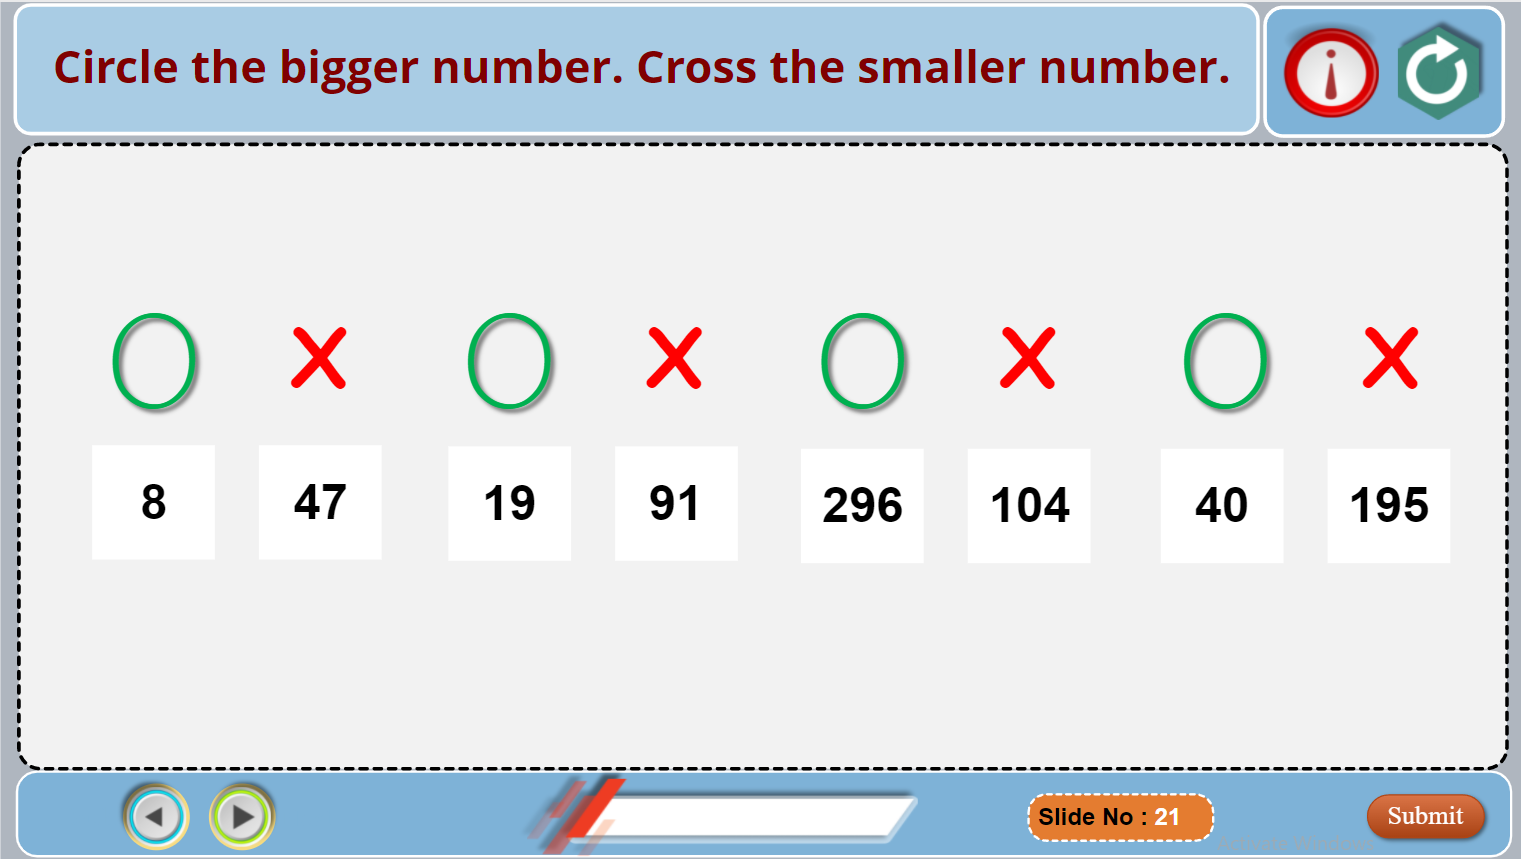 Circle the bigger number. Cross the smaller number.
8 47 19 91 296 104 40 195
Slide No : 21
Submit